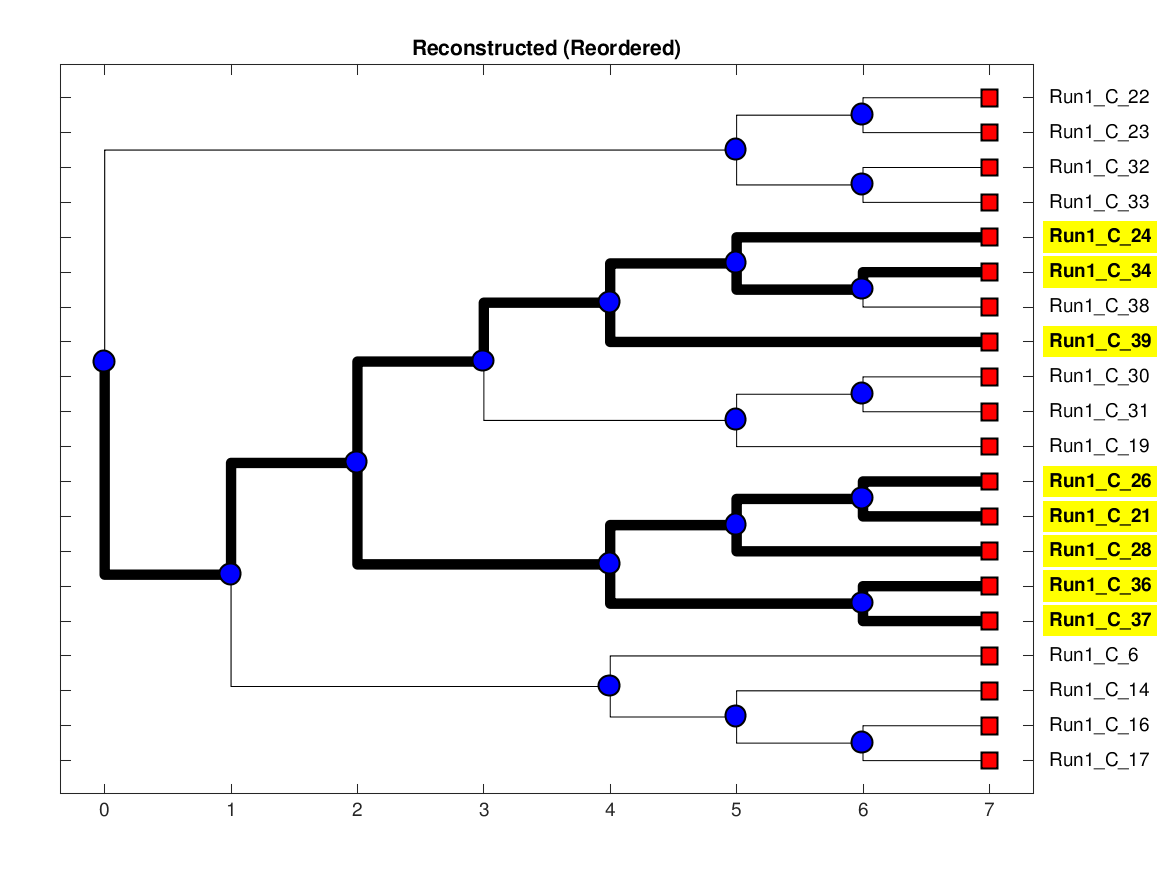 Reconstructed (Reordered)
Run1_C_22
Run1_C_23
Run1_C_32
Run1_C_33
Run1_C_24
Run1_C_34
Run1_C_38
Run1_C_39
Run1_C_30
Run1_C_31
Run1_C_19
Run1_C_26
Run1_C_21
Run1_C_28
Run1_C_36
Run1_C_37
Run1_C_6
Run1_C_14
Run1_C_16
Run1_C_17
0 1 2 3 4 5 6 7